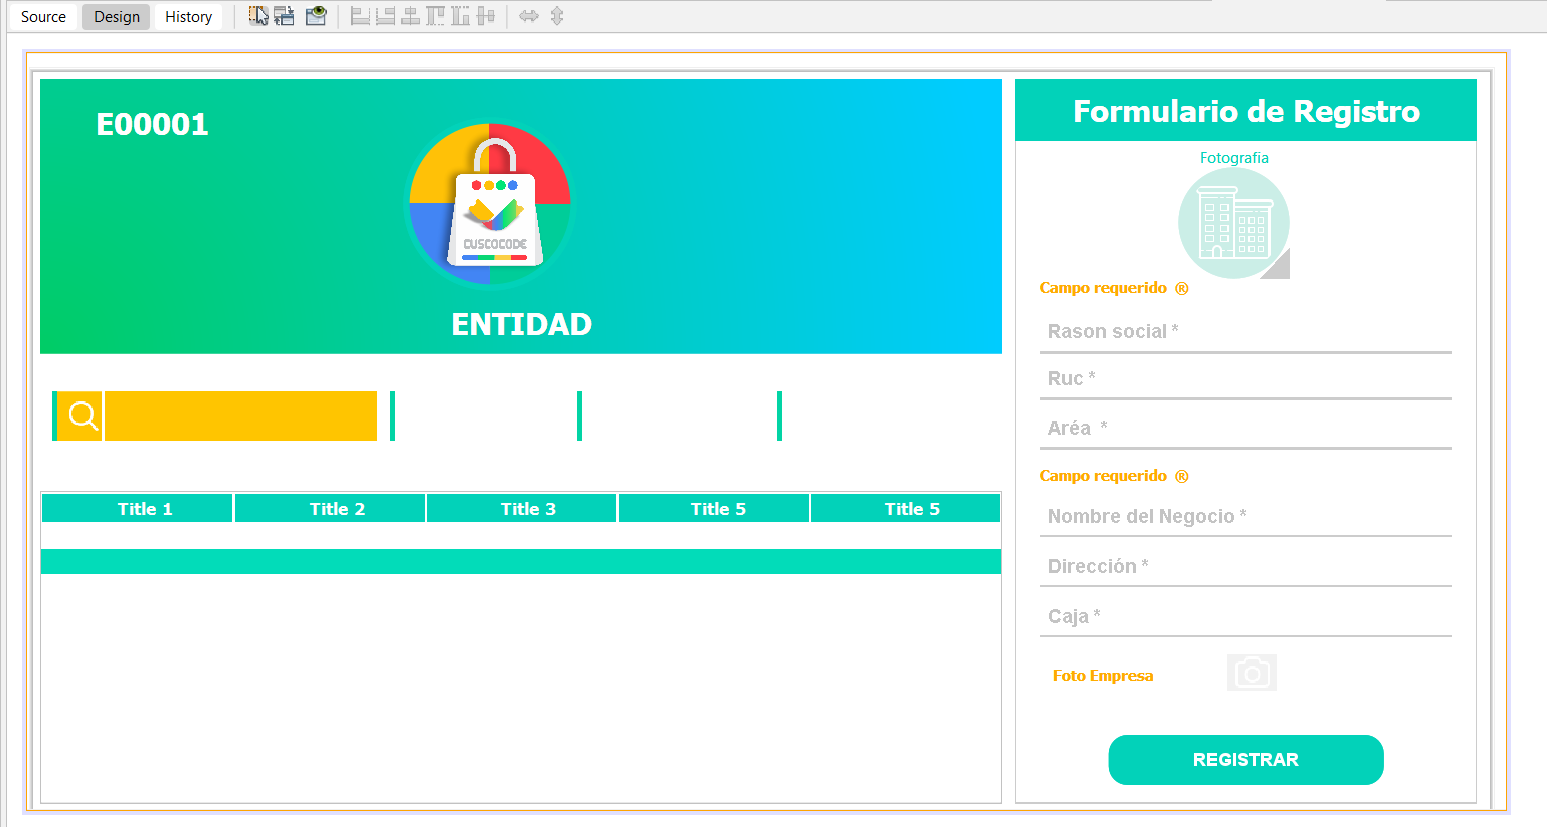 Source Design History
E00001
CUSCOCODE
ENTIDAD
Title 1 Title 2 Title 3 Title 5 Title 5
Formulario de Registro
Fotografia
Campo requerido ®
Rason social *
Ruc *
Aréa *
Campo requerido ®
Nombre del Negocio *
Dirección *
Caja *
Foto Empresa
REGISTRAR